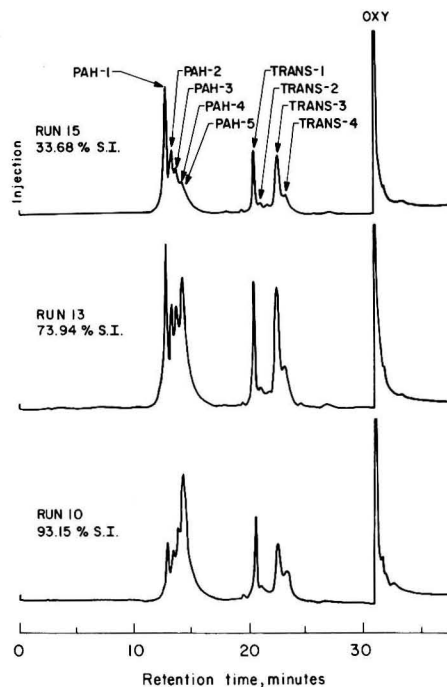 OXY
PAH-1
PAH-2
PAH-3
PAH-4
PAH-5
TRANS-1
TRANS-2
TRANS-3
TRANS-4
Injection
RUN 15
33.68 % S.I.
RUN 13
73.94 % S.I.
RUN 10
93.15 % S.I.
0 10 20 30
Retention time, minutes